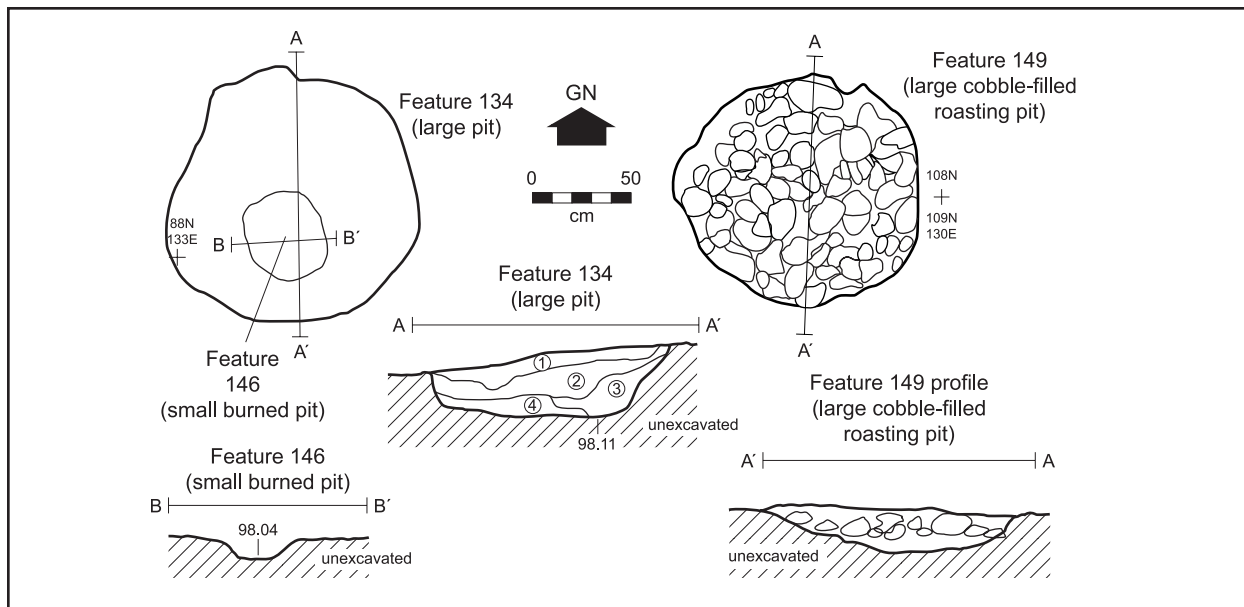 A
Feature 134
(large pit)
88N
133E
B
B′
A′
Feature
146
(small burned pit)
GN
0
50
cm
A
Feature 149
(large cobble-filled
roasting pit)
108N
109N
130E
A′
Feature 134
(large pit)
A
A′
1
2
3
4
98.11
unexcavated
Feature 146
(small burned pit)
B
B′
98.04
unexcavated
Feature 149 profile
(large cobble-filled
roasting pit)
A′
A
unexcavated